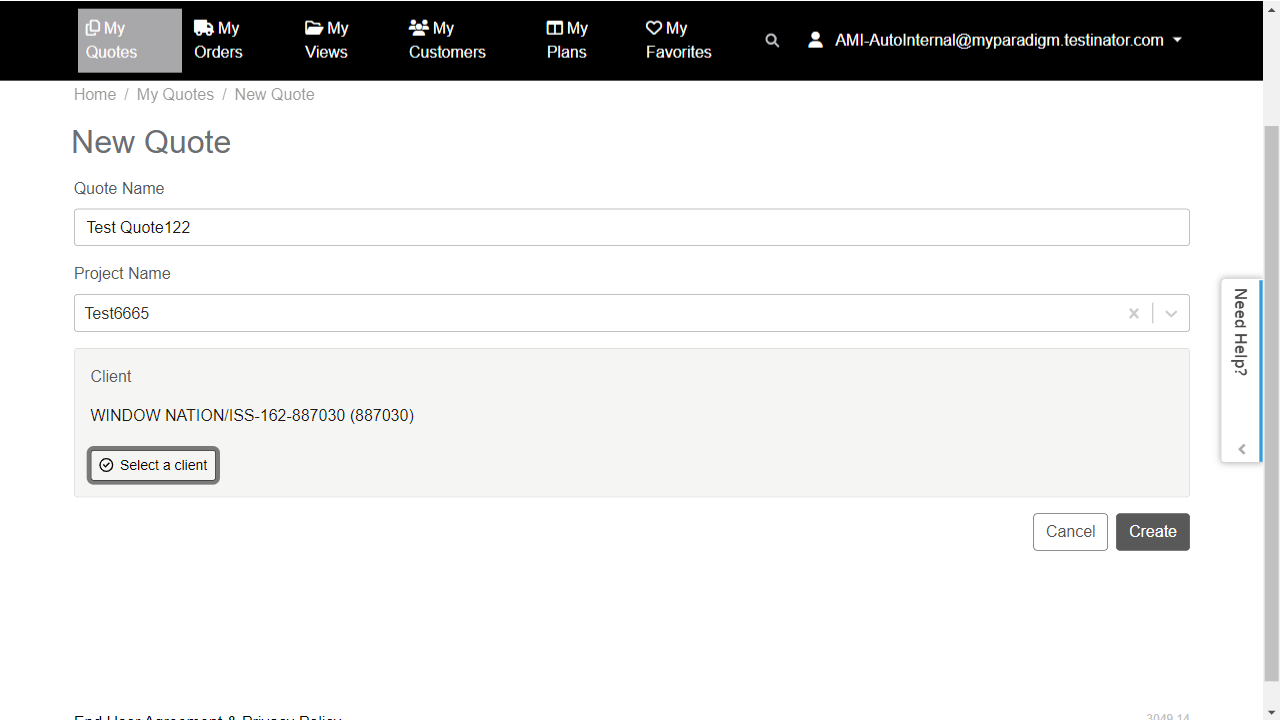 My Quotes
My Orders
My Views
My Customers
My Plans
My Favorites
AMI-AutoInternal@myparadigm.testinator.com
Home / My Quotes / New Quote
New Quote
Quote Name
Test Quote122
Project Name
Test6665
Client
WINDOW NATION/ISS-162-887030 (887030)
Select a client
Cancel Create
Need Help?
End User Agreement & Privacy Policy
3049.14